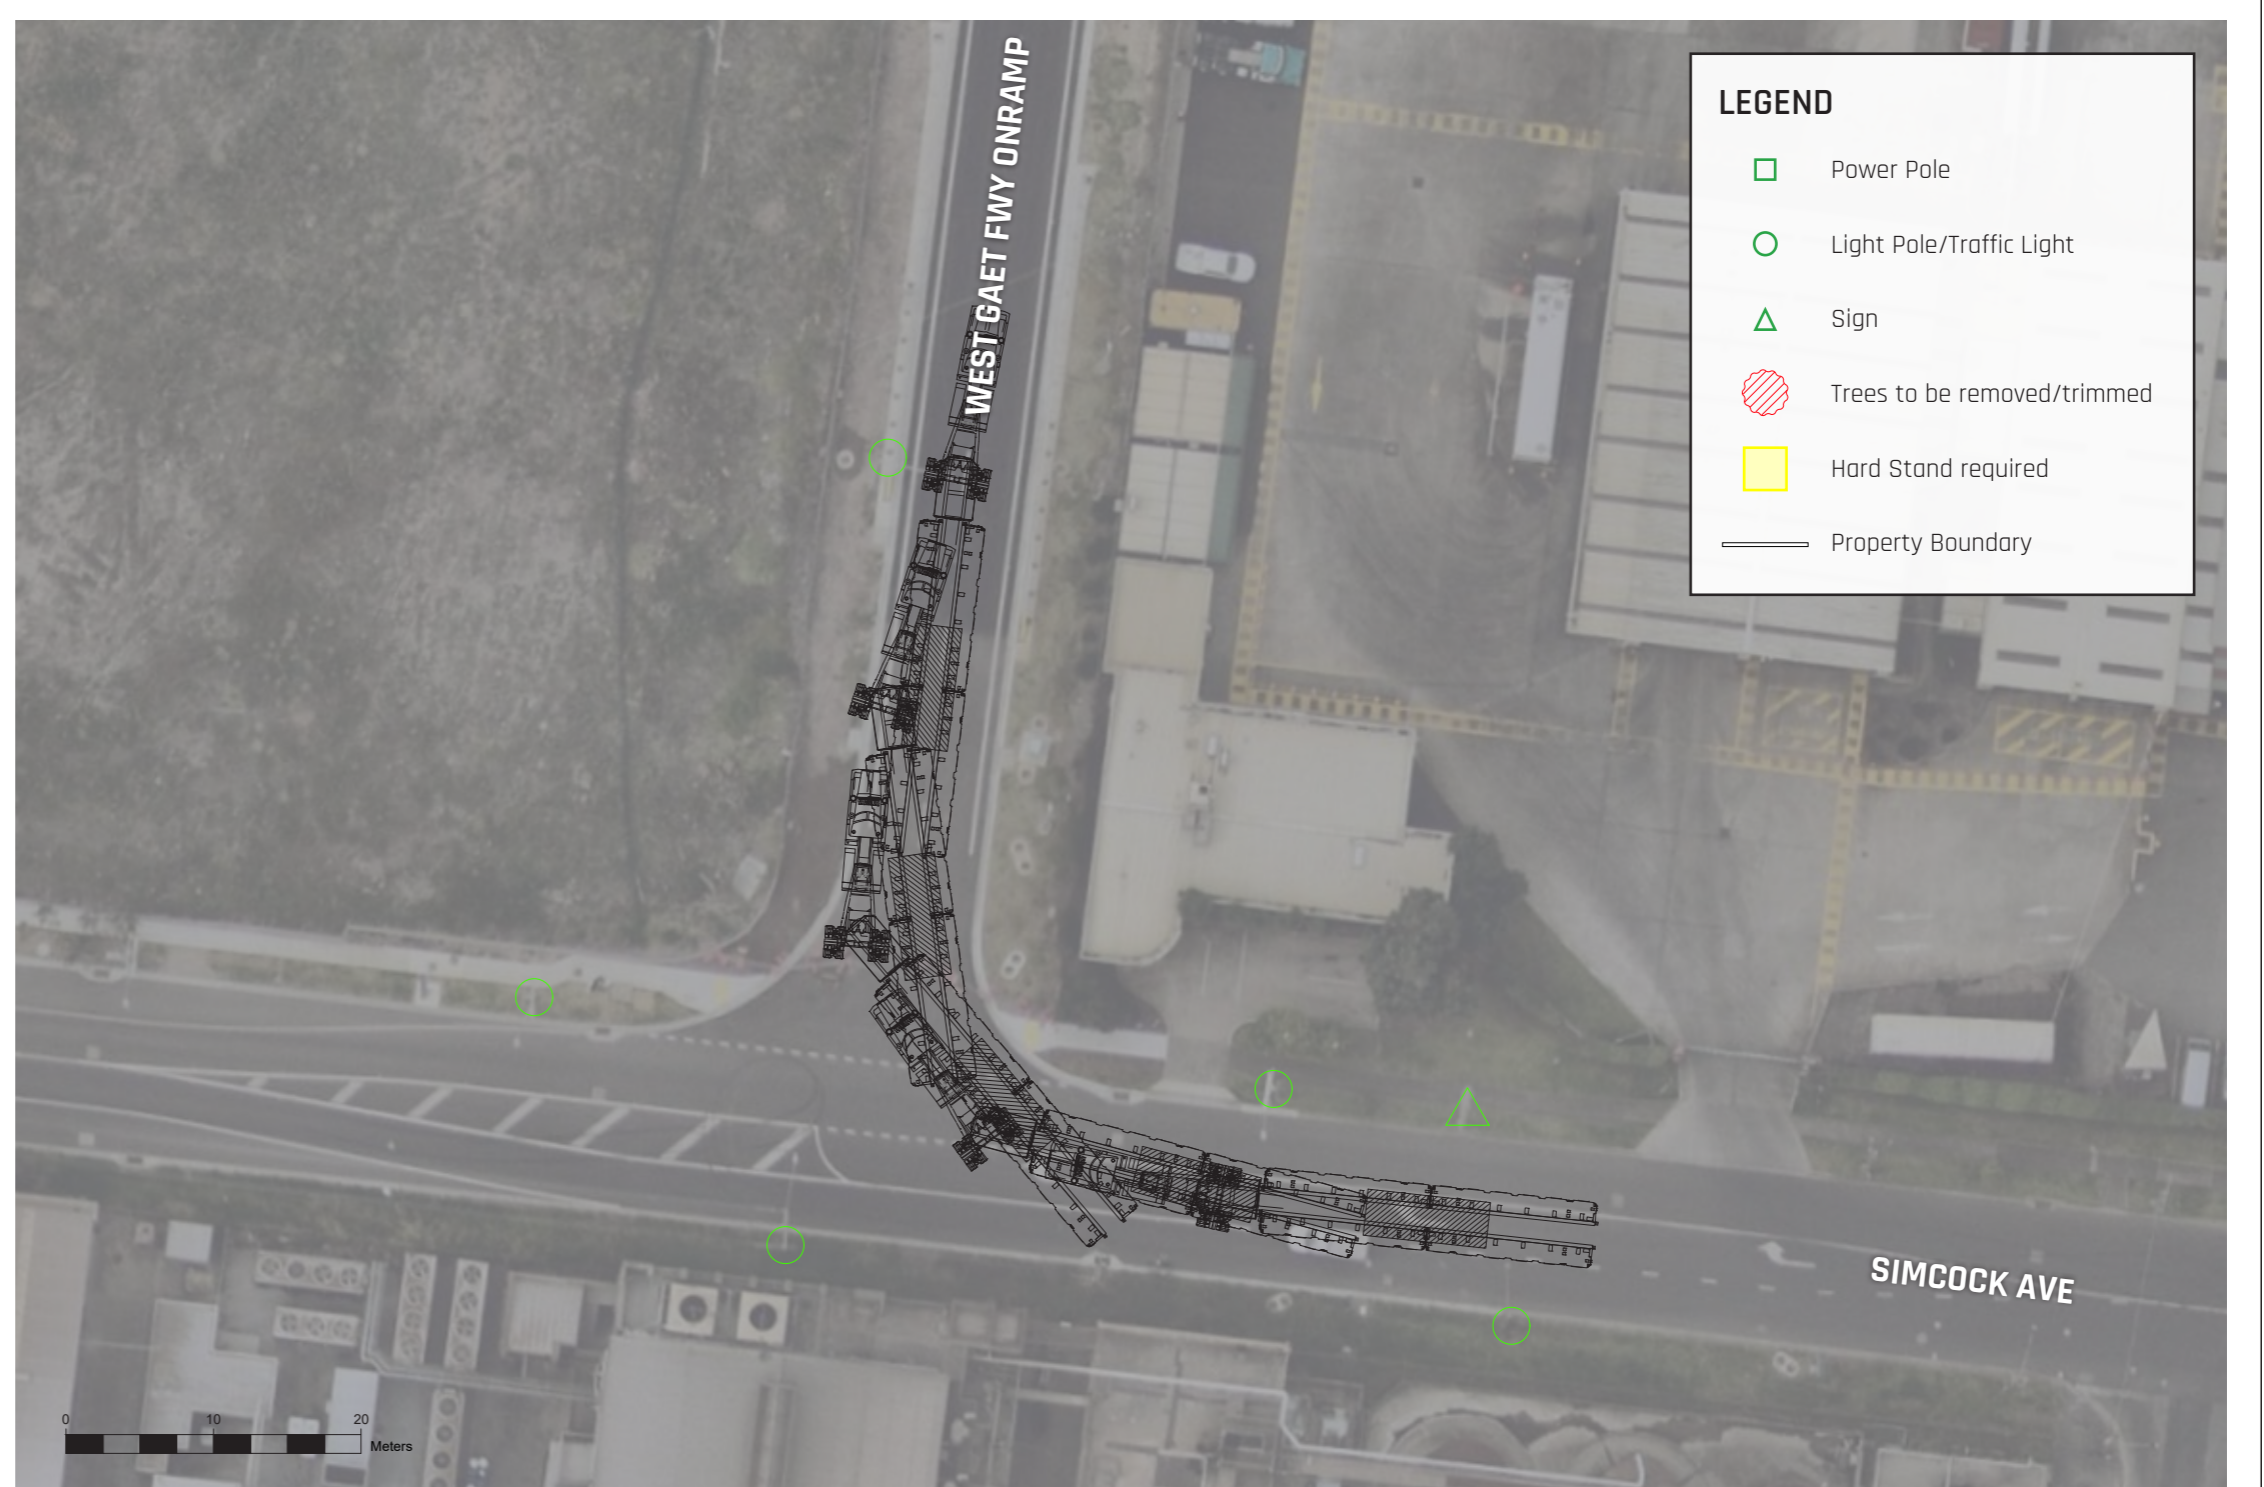 WEST GAET FWY ONRAMP
LEGEND
Power Pole
Light Pole/Traffic Light
Sign
Trees to be removed/trimmed
Hard Stand required
Property Boundary
SIMCOCK AVE
0 10 20
Meters